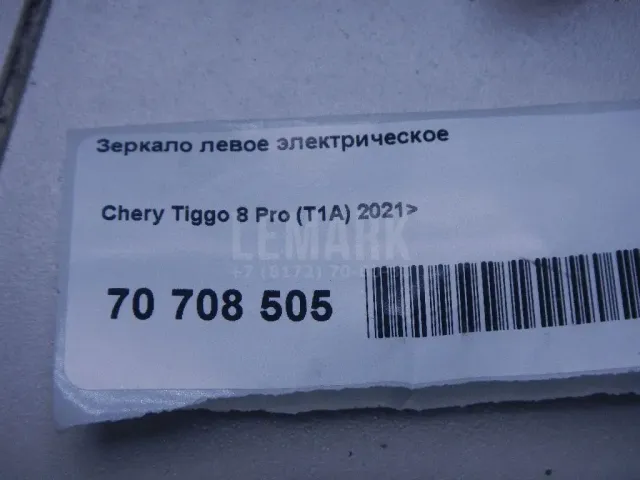 Зеркало левое электрическое
Chery Tiggo 8 Pro (T1A) 2021>
LEMARK
70 708 505